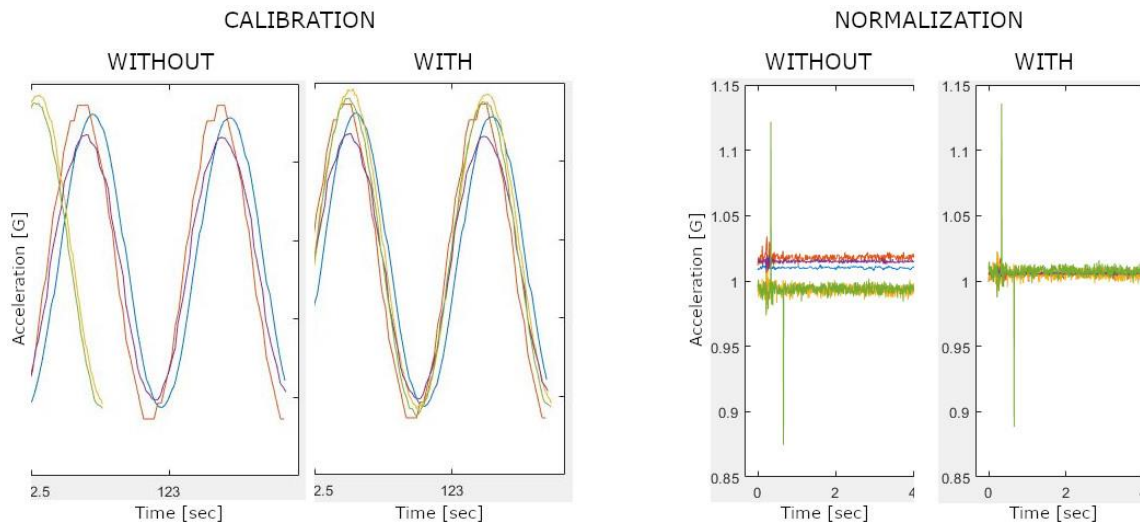 CALIBRATION
WITHOUT
WITH
Acceleration [G]
2.5
123
Time [sec]
2.5
123
Time [sec]
NORMALIZATION
WITHOUT
WITH
Acceleration [G]
1.15
1.1
1.05
1
0.95
0.9
0.85
0
2
4
Time [sec]
1.15
1.1
1.05
1
0.95
0.9
0.85
0
2
4
Time [sec]